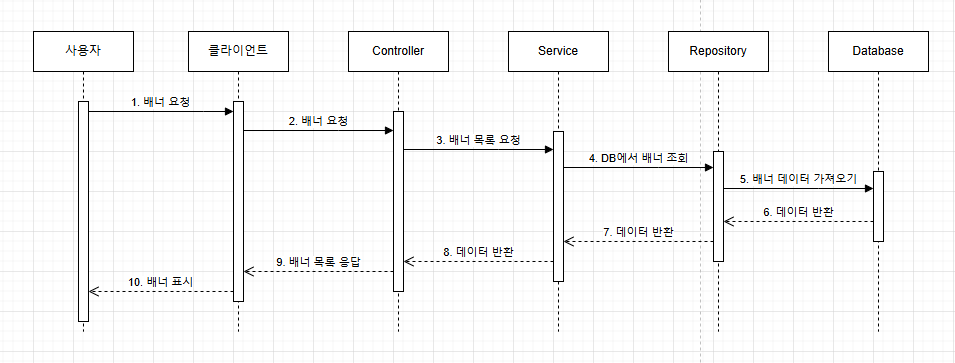 사용자
클라이언트
Controller
Service
Repository
Database
1. 배너 요청
2. 배너 요청
3. 배너 목록 요청
4. DB에서 배너 조회
5. 배너 데이터 가져오기
6. 데이터 반환
7. 데이터 반환
8. 데이터 반환
9. 배너 목록 응답
10. 배너 표시